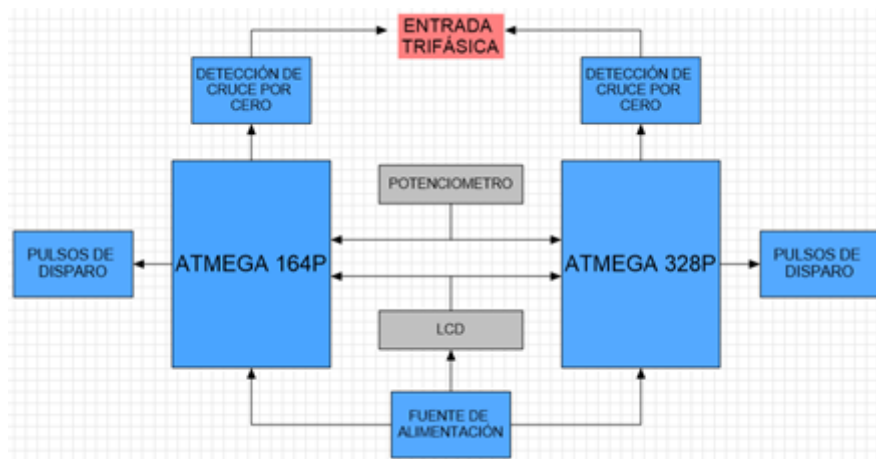 ENTRADA
TRIFÁSICA
DETECCIÓN DE
CRUCE POR
CERO
DETECCIÓN DE
CRUCE POR
CERO
POTENCIOMETRO
PULSOS DE
DISPARO
ATMEGA 164P
ATMEGA 328P
PULSOS DE
DISPARO
LCD
FUENTE DE
ALIMENTACIÓN